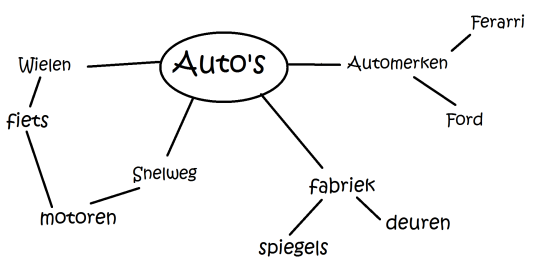 Ferarri
Auto's
Wielen
Automerken
fiets
Ford
Snelweg
fabriek
motoren
deuren
spiegels